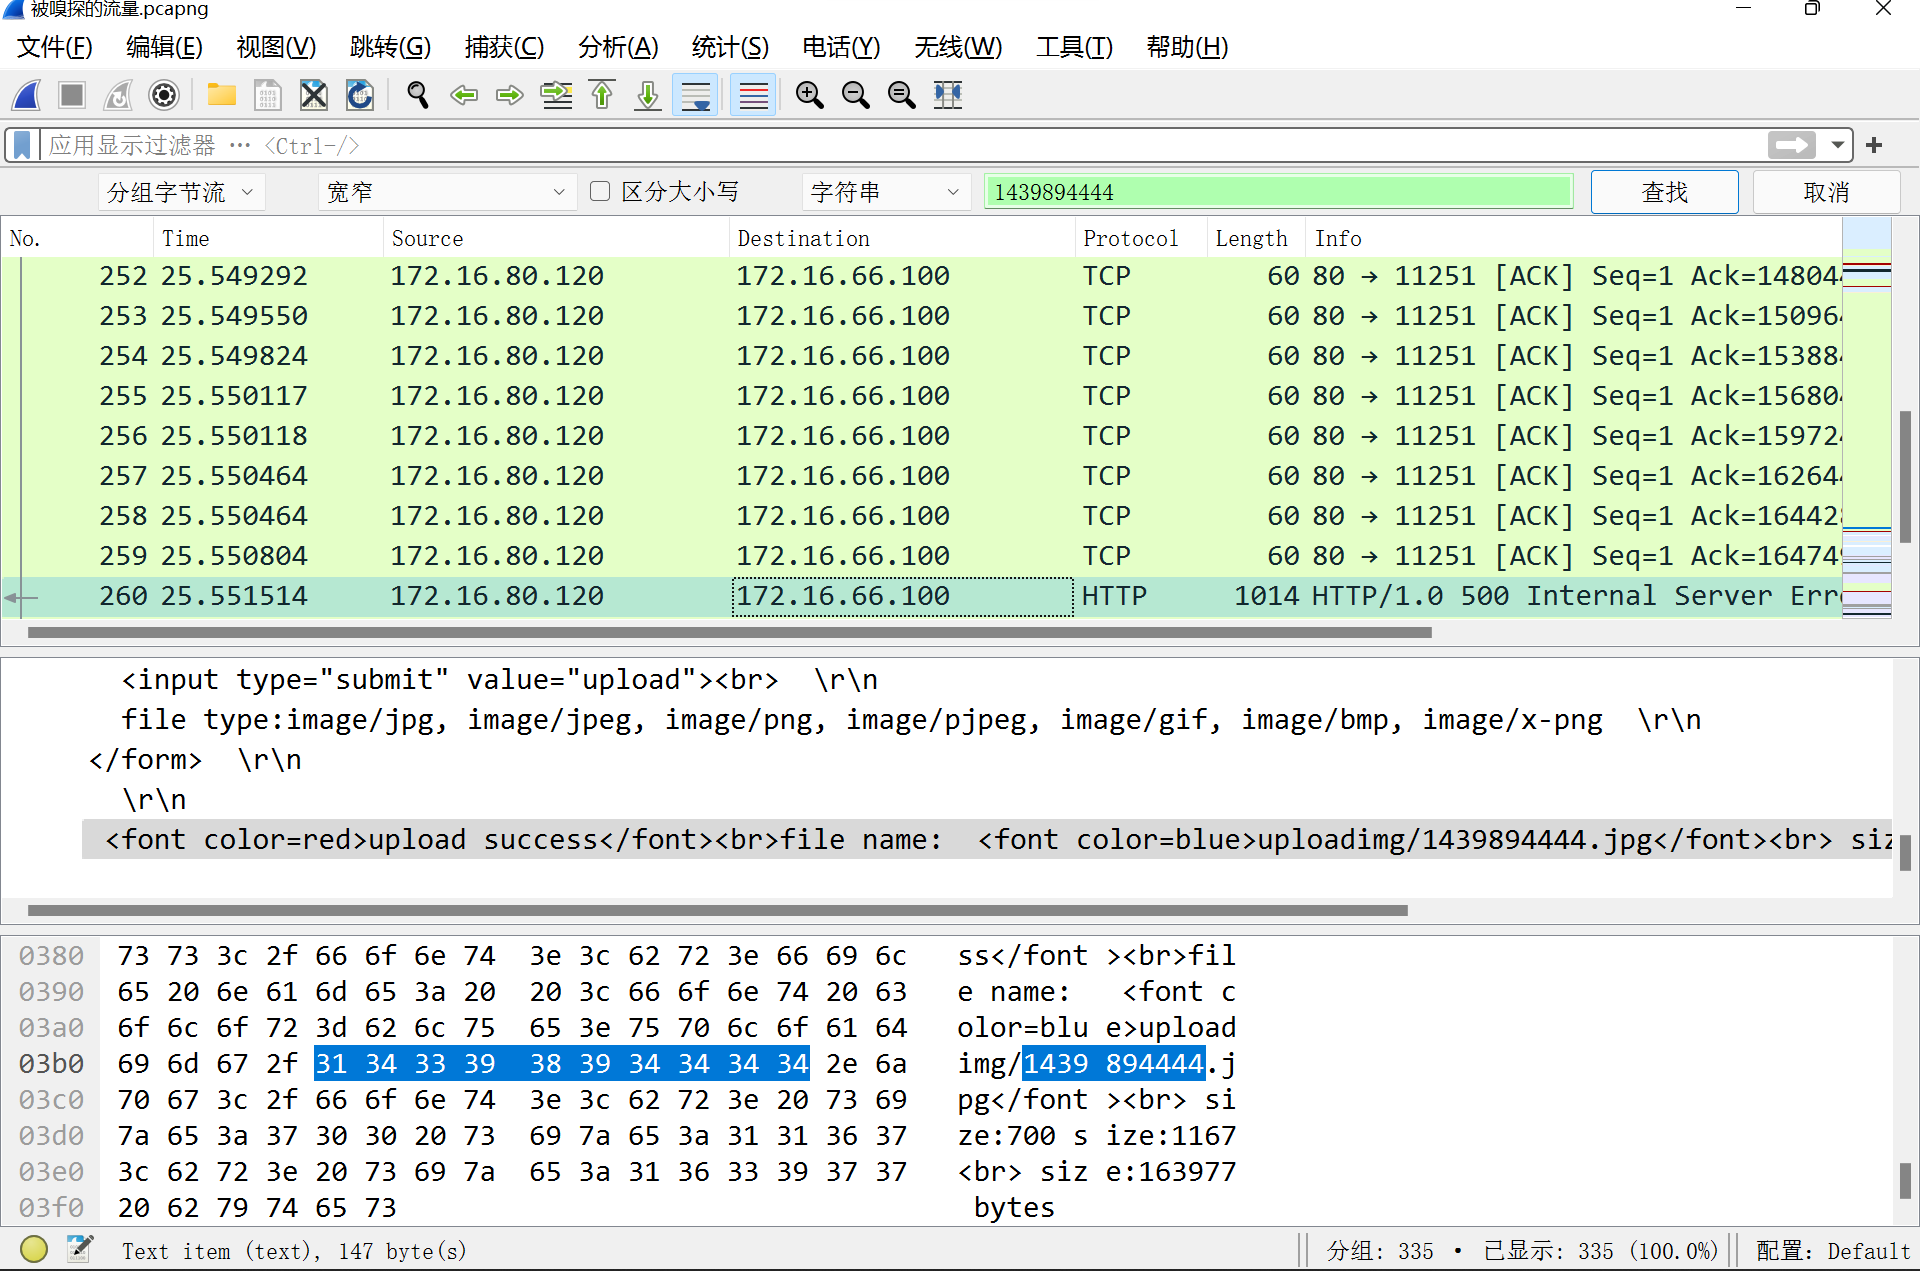 被嗅探的流量.pcapng
文件(F) 编辑(E) 视图(V) 跳转(G) 捕获(C) 分析(A) 统计(S) 电话(Y) 无线(W) 工具(T) 帮助(H)
应用显示过滤器 … <Ctrl-/>
分组字节流 宽窄 区分大小写 字符串 1439894444 查找 取消
No. Time Source Destination Protocol Length Info
252 25.549292 172.16.80.120 172.16.66.100 TCP 60 80 → 11251 [ACK] Seq=1 Ack=14804
253 25.549550 172.16.80.120 172.16.66.100 TCP 60 80 → 11251 [ACK] Seq=1 Ack=15096
254 25.549824 172.16.80.120 172.16.66.100 TCP 60 80 → 11251 [ACK] Seq=1 Ack=15388
255 25.550117 172.16.80.120 172.16.66.100 TCP 60 80 → 11251 [ACK] Seq=1 Ack=15680
256 25.550118 172.16.80.120 172.16.66.100 TCP 60 80 → 11251 [ACK] Seq=1 Ack=15972
257 25.550464 172.16.80.120 172.16.66.100 TCP 60 80 → 11251 [ACK] Seq=1 Ack=16264
258 25.550464 172.16.80.120 172.16.66.100 TCP 60 80 → 11251 [ACK] Seq=1 Ack=16442
259 25.550804 172.16.80.120 172.16.66.100 TCP 60 80 → 11251 [ACK] Seq=1 Ack=16474
260 25.551514 172.16.80.120 172.16.66.100 HTTP 1014 HTTP/1.0 500 Internal Server Err
<input type="submit" value="upload"><br> \r\n
file type:image/jpg, image/jpeg, image/png, image/pjpeg, image/gif, image/bmp, image/x-png \r\n
</form> \r\n
\r\n
<font color=red>upload success</font><br>file name: <font color=blue>uploadimg/1439894444.jpg</font><br> siz
0380 73 73 3c 2f 66 6f 6e 74 3e 3c 62 72 3e 66 69 6c ss</font ><br>fil
0390 65 20 6e 61 6d 65 3a 20 20 3c 66 6f 6e 74 20 63 e name: <font c
03a0 6f 6c 6f 72 3d 62 6c 75 65 3e 75 70 6c 6f 61 64 olor=blu e>upload
03b0 69 6d 67 2f 31 34 33 39 38 39 34 34 34 34 2e 6a img/1439 894444.j
03c0 70 67 3c 2f 66 6f 6e 74 3e 3c 62 72 3e 20 73 69 pg</font ><br> si
03d0 7a 65 3a 37 30 30 20 73 69 7a 65 3a 31 31 36 37 ze:700 s ize:1167
03e0 3c 62 72 3e 20 73 69 7a 65 3a 31 36 33 39 37 37 <br> siz e:163977
03f0 20 62 79 74 65 73 bytes
Text item (text), 147 byte(s) 分组: 335 · 已显示: 335 (100.0%) 配置: Default